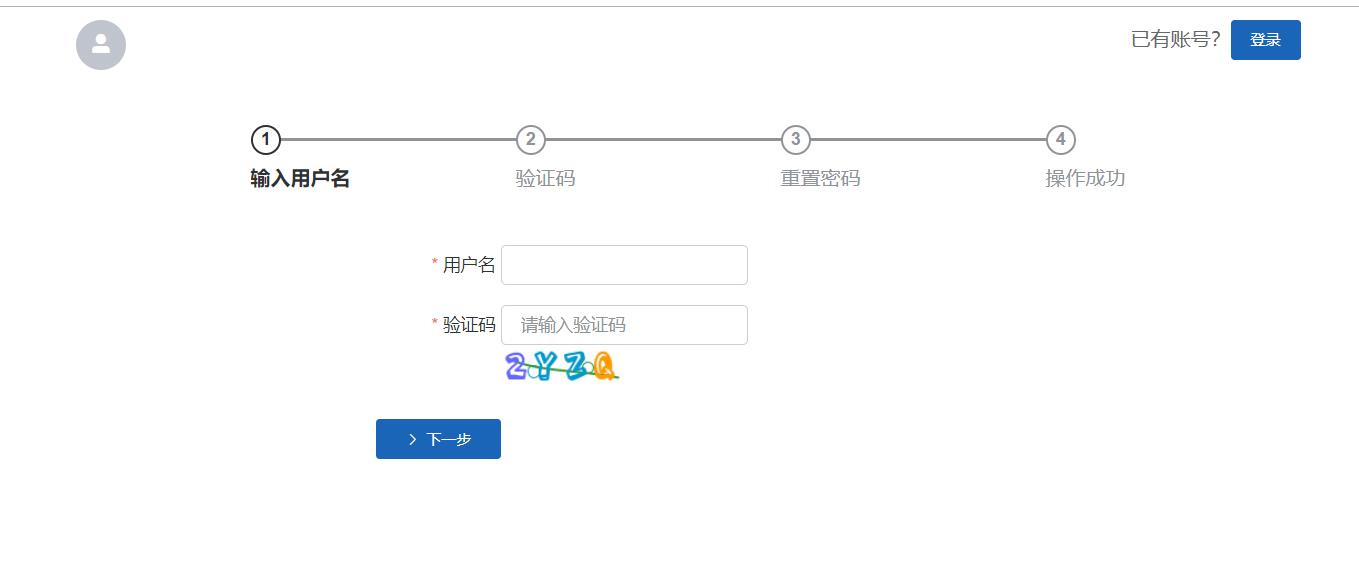 已有账号？ 登录
1 2 3 4
输入用户名 验证码 重置密码 操作成功
* 用户名
* 验证码 请输入验证码
2YZQ
下一步